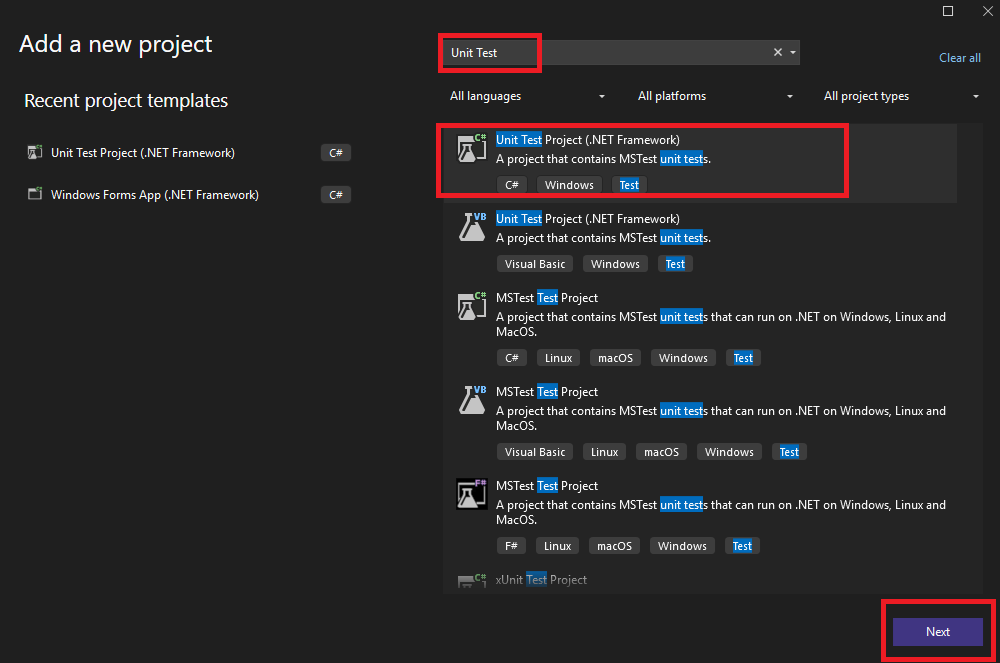 Add a new project
Recent project templates
Unit Test Project (.NET Framework)
C#
Windows Forms App (.NET Framework)
C#
Unit Test
Clear all
All languages
All platforms
All project types
C#
Unit Test Project (.NET Framework)
A project that contains MSTest unit tests.
C# Windows Test
VB
Unit Test Project (.NET Framework)
A project that contains MSTest unit tests.
Visual Basic Windows Test
C#
MSTest Test Project
A project that contains MSTest unit tests that can run on .NET on Windows, Linux and
MacOS.
C# Linux macOS Windows Test
VB
MSTest Test Project
A project that contains MSTest unit tests that can run on .NET on Windows, Linux and
MacOS.
Visual Basic Linux macOS Windows Test
F#
MSTest Test Project
A project that contains MSTest unit tests that can run on .NET on Windows, Linux and
MacOS.
F# Linux macOS Windows Test
C#
xUnit Test Project
Next